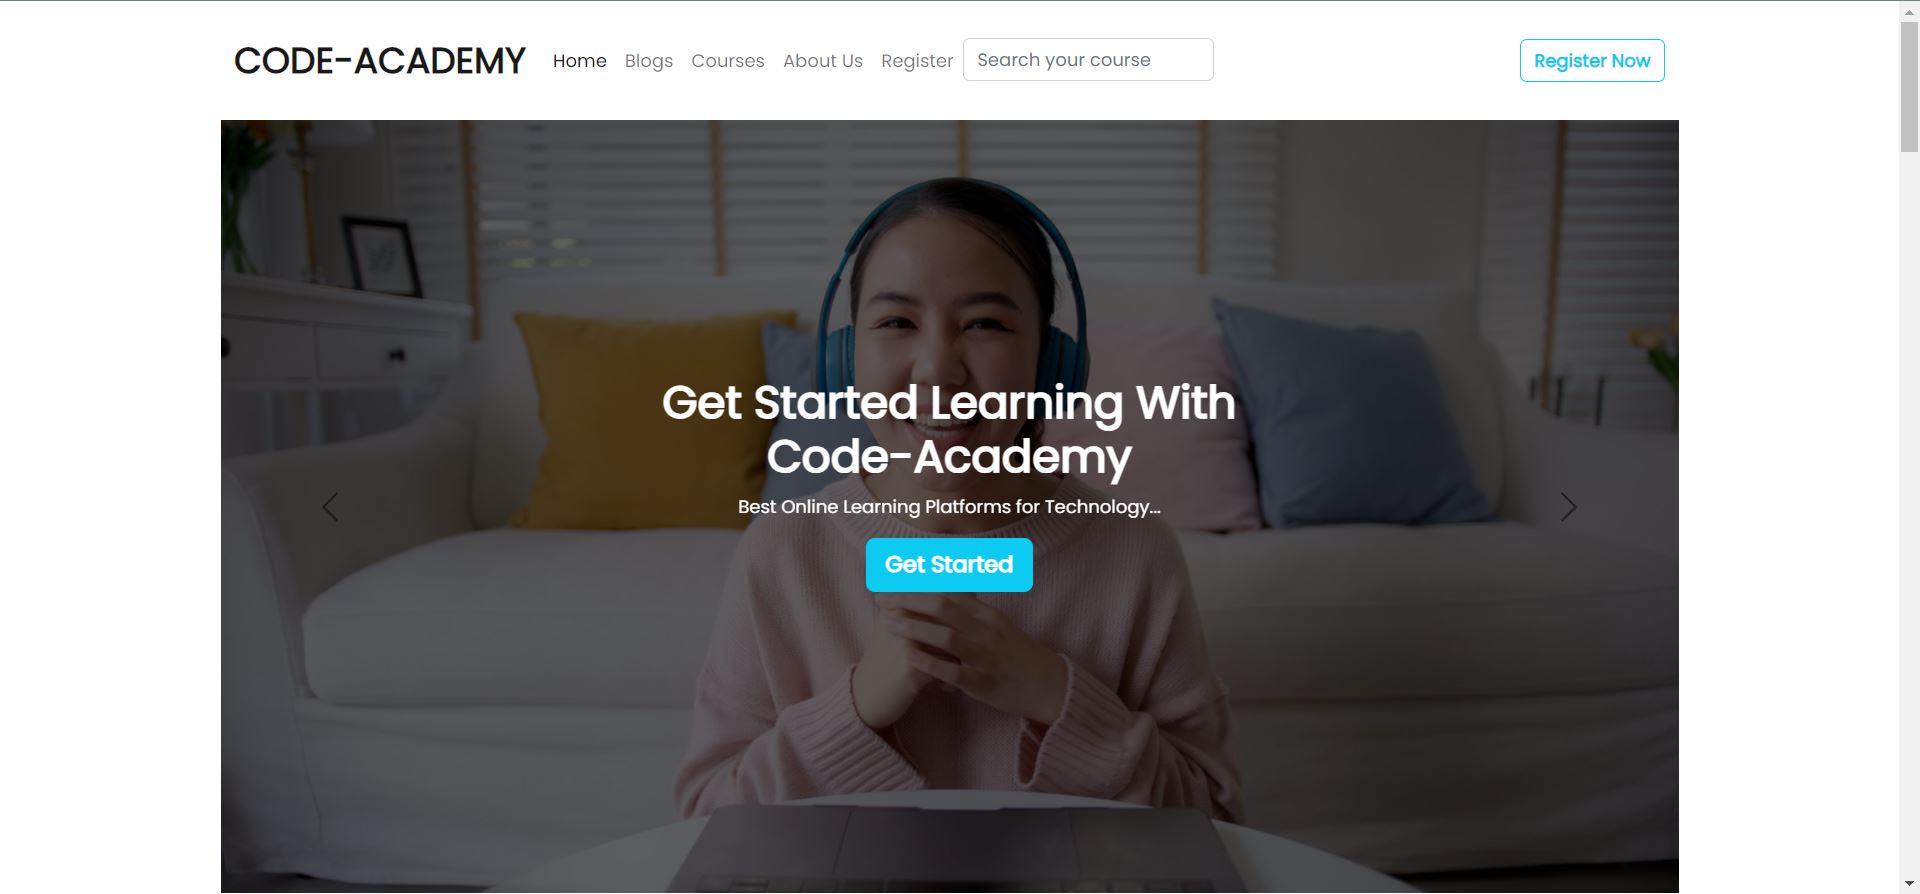 CODE-ACADEMY Home Blogs Courses About Us Register Search your course Register Now
Get Started Learning With
Code-Academy
Best Online Learning Platforms for Technology...
Get Started